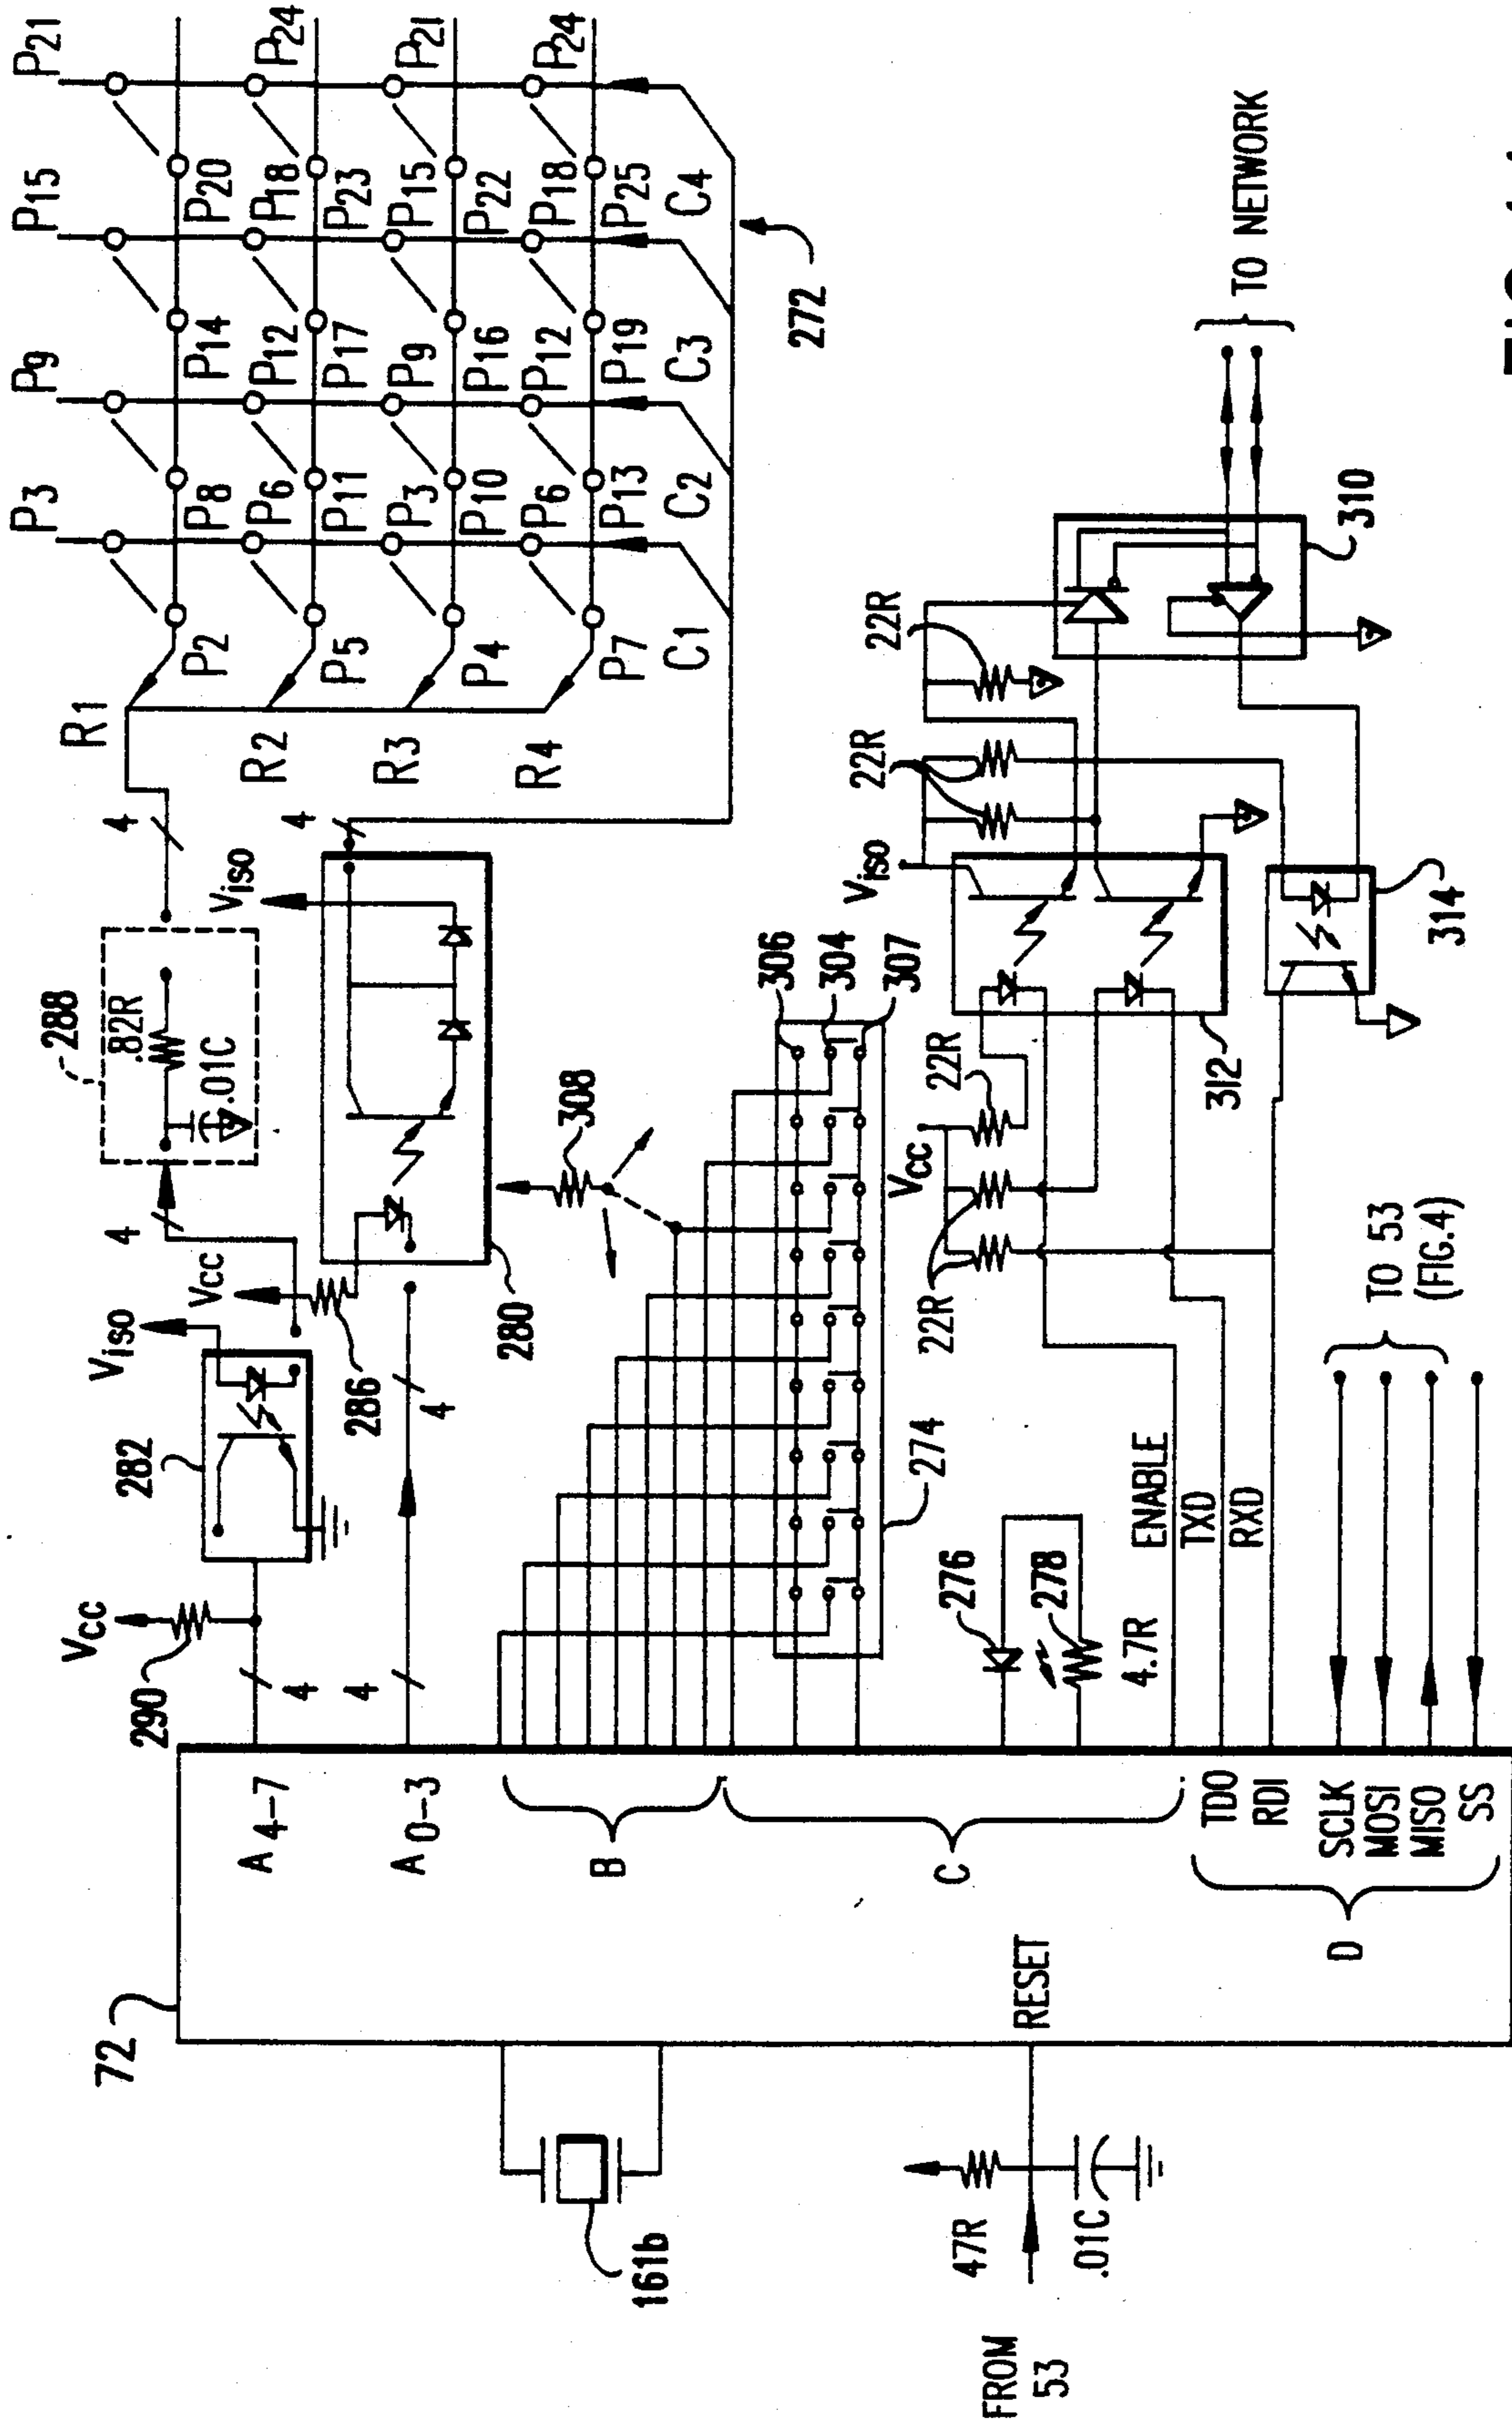 P21
P24
P21
P24
P15
P20
P18
P23
P15
P22
P18
P25
C4
P9
P14
P12
P17
P9
P16
P12
P19
C3
P3
P8
P6
P11
P3
P10
P6
P13
C2
P2
P5
P4
P7
C1
R1
R2
R3
R4
272
4
4
288
.82R
.01C
4
Viso
Vcc
Viso
282
286
280
4
Vcc
290
4
4
308
306
304
307
274
276
278
4.7R
22R
22R
Viso
Vcc
22R
22R
312
314
310
TO NETWORK
ENABLE
TXD
RXD
TO 53
(FIG.4)
72
A4-7
A0-3
B
C
TDO
RDI
SCLK
MOSI
MISO
SS
D
RESET
161b
47R
.01C
FROM
53